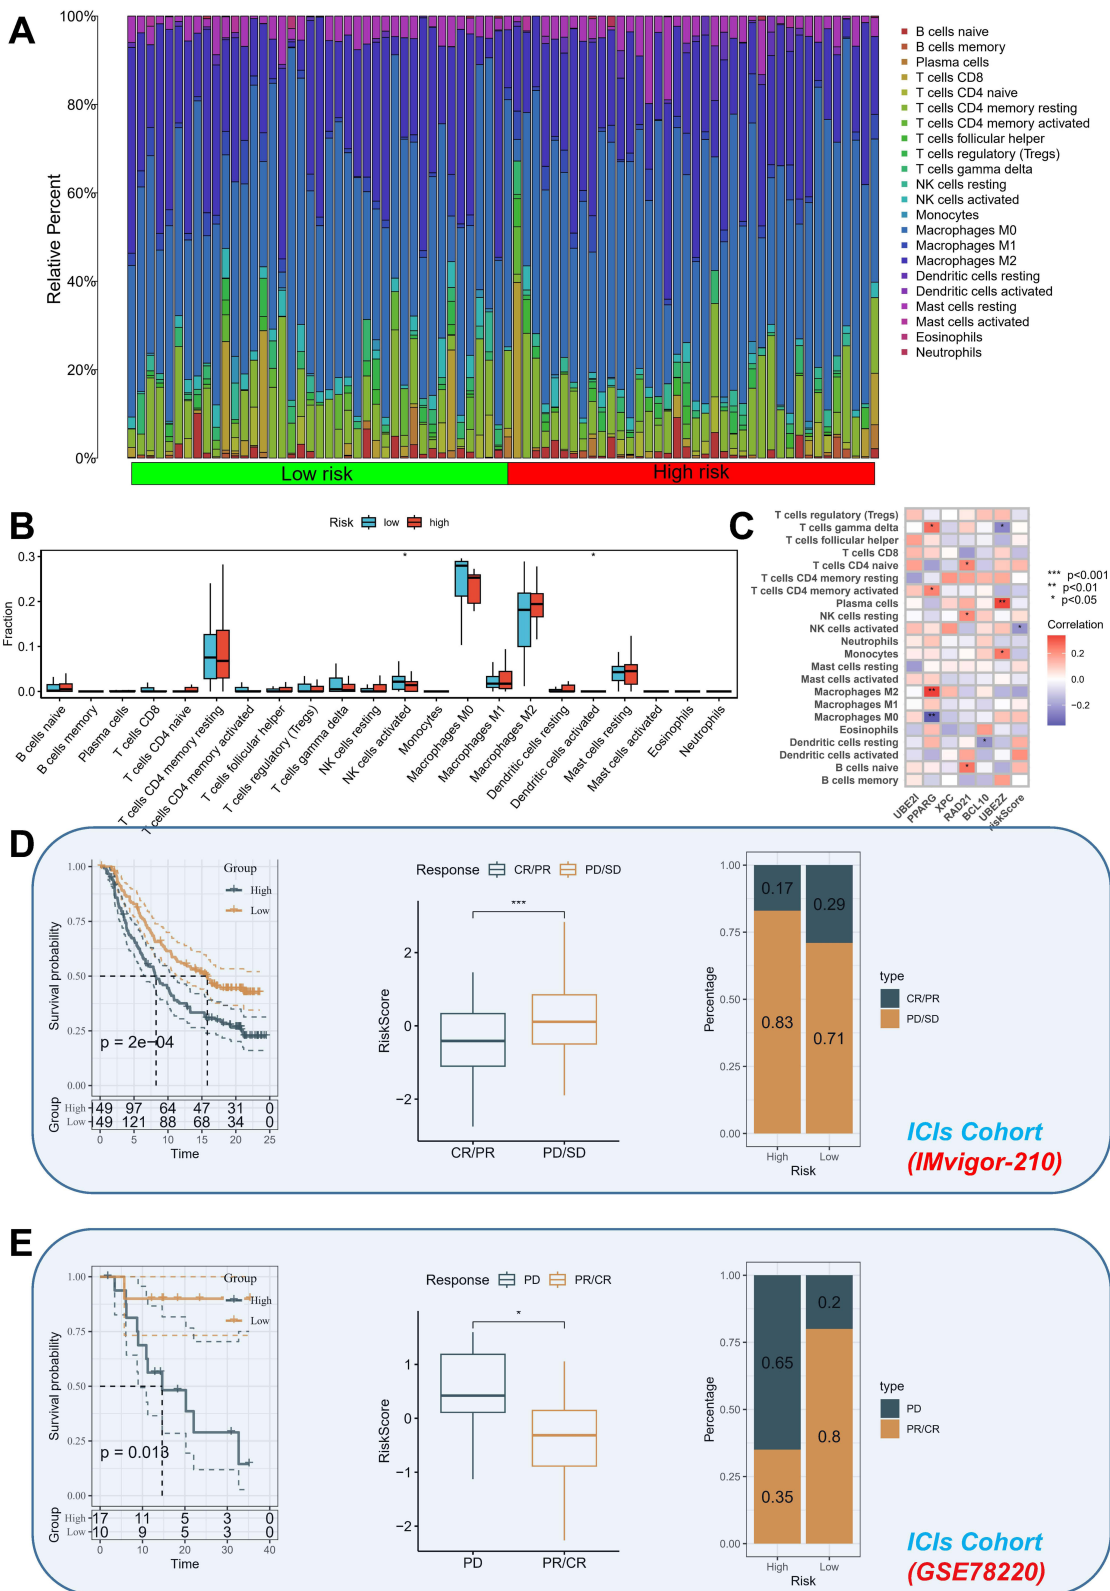 A
100%
80%
60%
40%
20%
0%
Relative Percent
Low risk
High risk
B cells naive
B cells memory
Plasma cells
T cells CD8
T cells CD4 naive
T cells CD4 memory resting
T cells CD4 memory activated
T cells follicular helper
T cells regulatory (Tregs)
T cells gamma delta
NK cells resting
NK cells activated
Monocytes
Macrophages M0
Macrophages M1
Macrophages M2
Dendritic cells resting
Dendritic cells activated
Mast cells resting
Mast cells activated
Eosinophils
Neutrophils
B
Risk low high
* *
0.3
0.2
0.1
0.0
Fraction
B cells naive
B cells memory
Plasma cells
T cells CD8
T cells CD4 naive
T cells CD4 memory resting
T cells CD4 memory activated
T cells follicular helper
T cells regulatory (Tregs)
T cells gamma delta
NK cells resting
NK cells activated
Monocytes
Macrophages M0
Macrophages M1
Macrophages M2
Dendritic cells resting
Dendritic cells activated
Mast cells resting
Mast cells activated
Eosinophils
Neutrophils
C
T cells regulatory (Tregs)
T cells gamma delta * *
T cells follicular helper
T cells CD8
T cells CD4 naive *
T cells CD4 memory resting
T cells CD4 memory activated *
Plasma cells **
NK cells resting *
NK cells activated *
Neutrophils
Monocytes *
Mast cells resting
Mast cells activated
Macrophages M2 **
Macrophages M1
Macrophages M0 **
Eosinophils
Dendritic cells resting *
Dendritic cells activated
B cells naive *
B cells memory
UBE2I
PPARG
XPC
RAD21
BCL10
UBE2Z
riskScore
*** p<0.001
** p<0.01
* p<0.05
Correlation
0.2
0.0
−0.2
D
1.00
0.75
0.50
0.25
0.00
Survival probability
Group
High
Low
p = 2e−04
Group
High 149 97 64 47 31 0
Low 149 121 88 68 34 0
0 5 10 15 20 25
Time
Response CR/PR PD/SD
***
2
0
−2
RiskScore
CR/PR PD/SD
1.00
0.75
0.50
0.25
0.00
Percentage
0.17
0.29
0.83
0.71
High Low
Risk
type
CR/PR
PD/SD
ICIs Cohort
(IMvigor-210)
E
1.00
0.75
0.50
0.25
0.00
Survival probability
Group
High
Low
p = 0.013
Group
High 17 11 5 3 0
Low 10 9 5 3 0
0 10 20 30 40
Time
Response PD PR/CR
*
1
0
−1
−2
RiskScore
PD PR/CR
1.00
0.75
0.50
0.25
0.00
Percentage
0.2
0.65
0.8
0.35
High Low
Risk
type
PD
PR/CR
ICIs Cohort
(GSE78220)